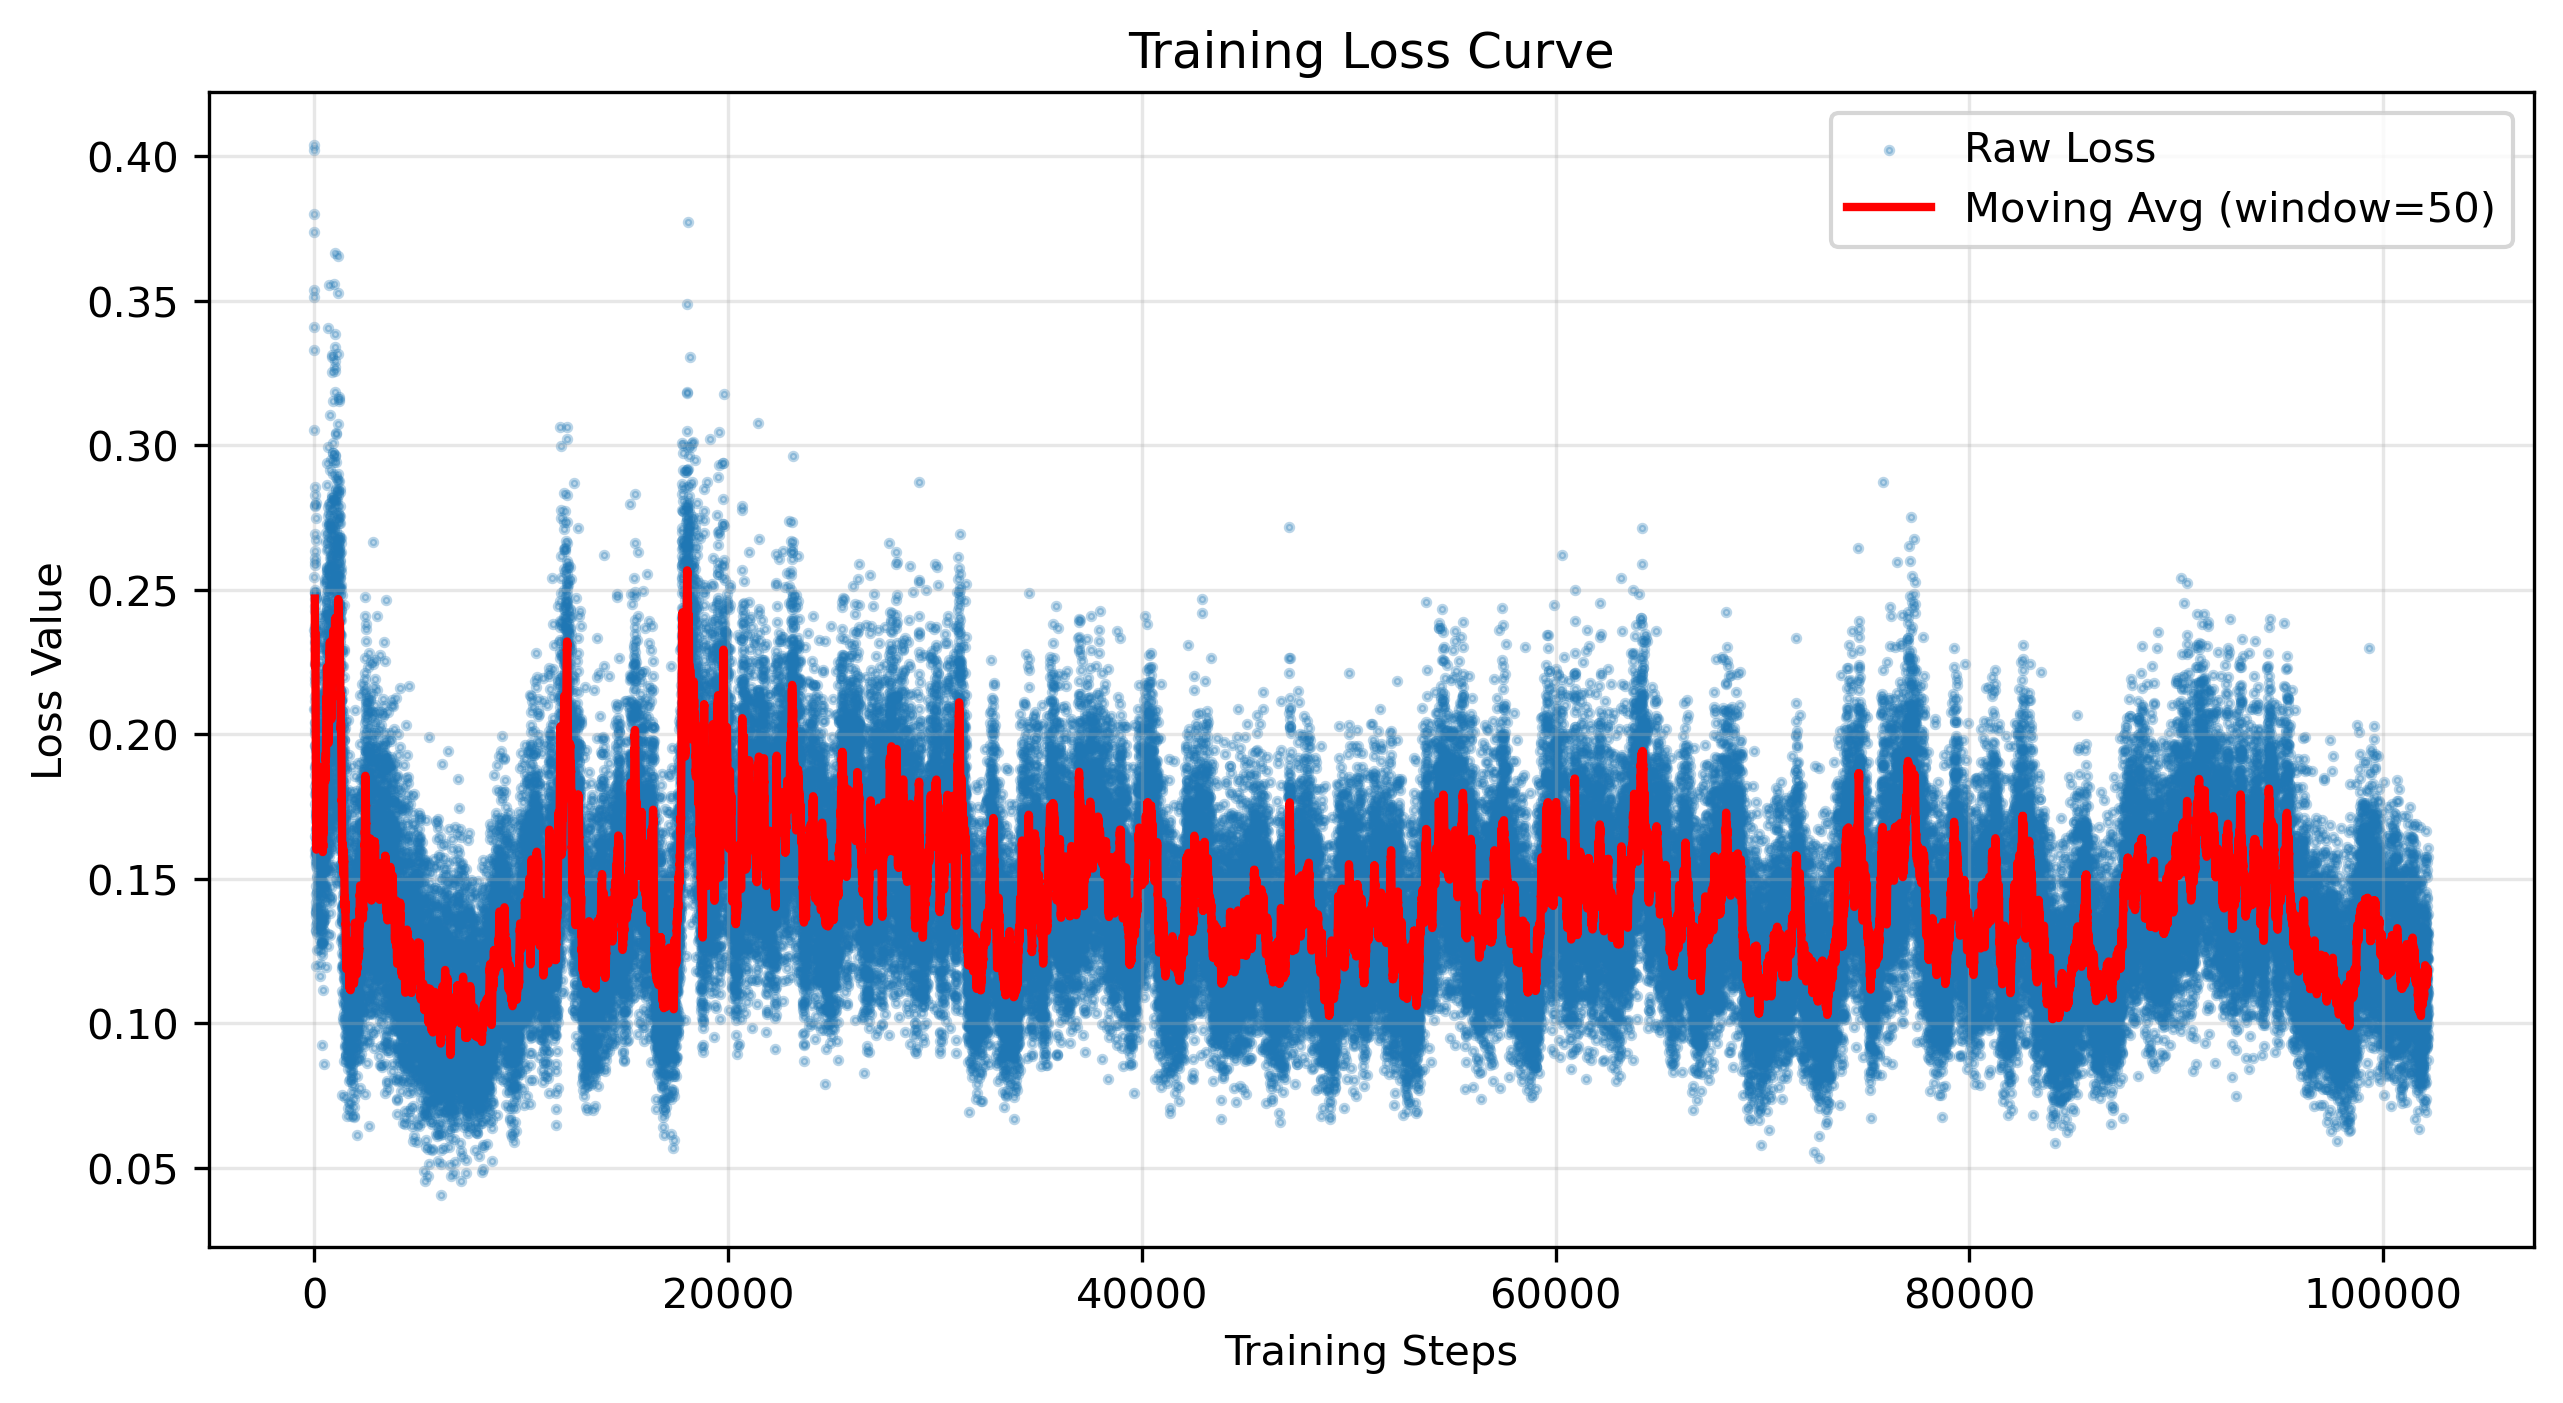 Training Loss Curve
Raw Loss
Moving Avg (window=50)
Loss Value
0.40
0.35
0.30
0.25
0.20
0.15
0.10
0.05
0
20000
40000
60000
80000
100000
Training Steps